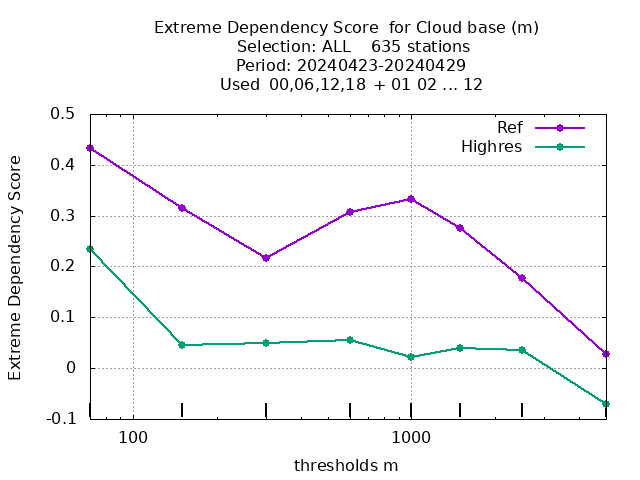 Extreme Dependency Score  for Cloud base (m)
Selection: ALL    635 stations
Period: 20240423-20240429
Used  00,06,12,18  + 01 02 ... 12
Ref
Highres
0.5
0.4
0.3
0.2
0.1
0
-0.1
Extreme Dependency Score
100
1000
thresholds m